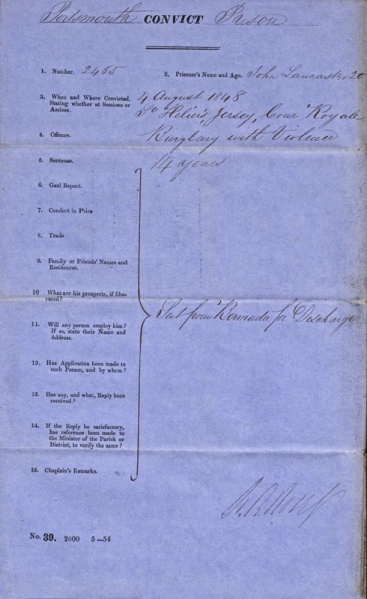 Portsmouth CONVICT Prison
1. Number. 2465
2, Prisoner's Name and Age. John Lancaster 20
3. When and Where Convicted, Stating whether at Sessions or Assizes.
4 August 1848
St Heliers Jersey, Cour Royale
4. Offence. Burglary with Violence
5. Sentence. 14 years
6. Gaol Report.
7. Conduct in Prison
8. Trade
9. Family or Friends' Names and Residences.
10 What are his prospects, if liberated?
11. Will any person employ him? If so, state their Name and Address.
Sent from Bermuda for Discharge
12. Has Application been made to such Person, and by whom?
13. Has any, and what, Reply been received?
14. If the Reply be satisfactory, has reference been made to the Minister of the Parish or District, to verify the same?
15. Chaplain's Remarks.
No. 39. 2000 5—54